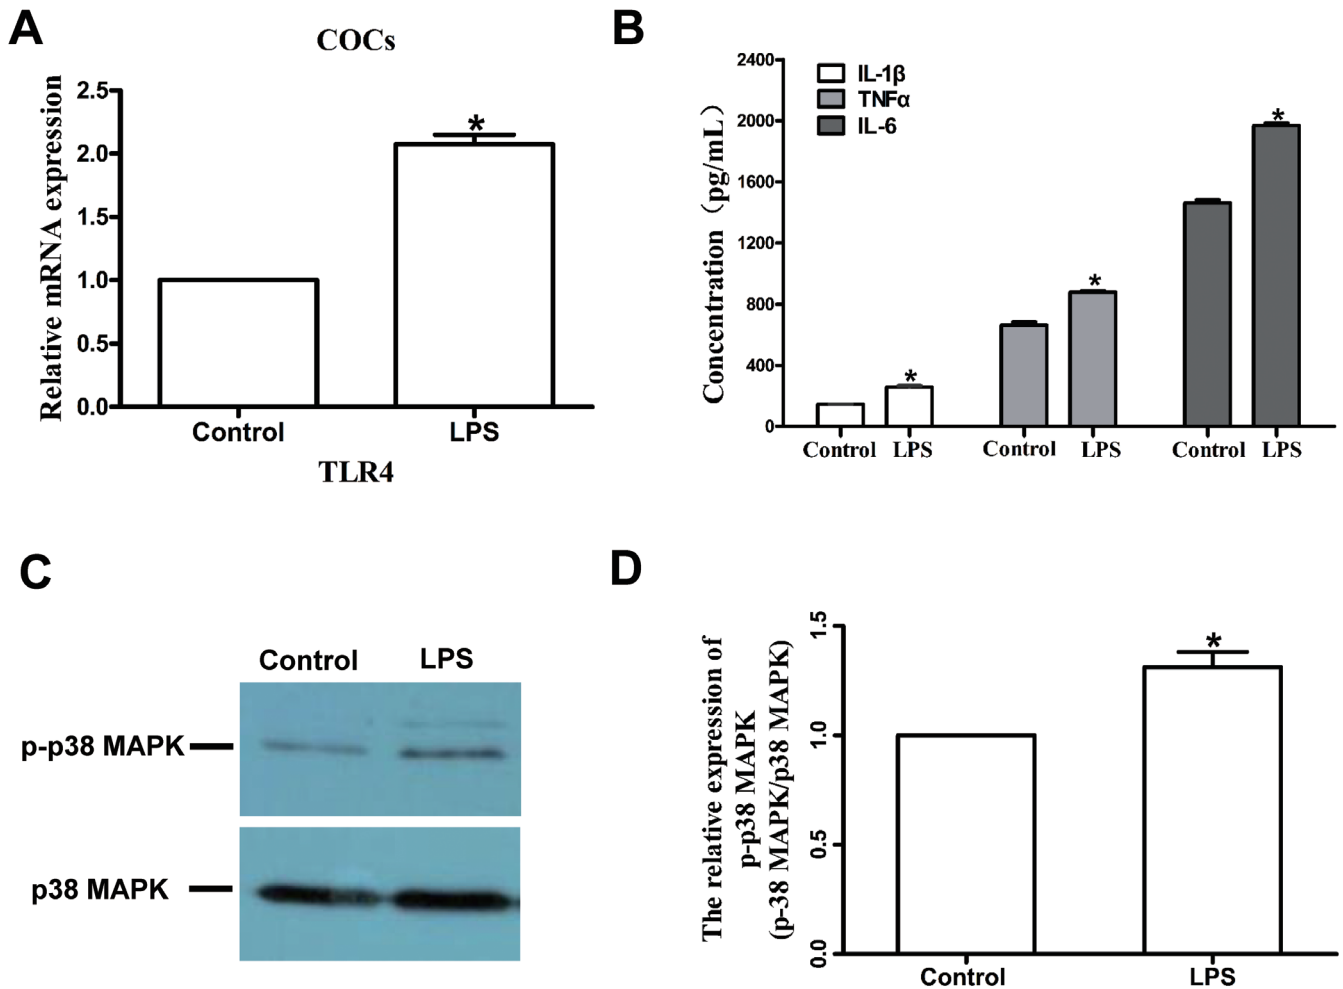 A
COCs
Relative mRNA expression
2.5
2.0
1.5
1.0
0.5
0.0
*
Control
LPS
TLR4
B
Concentration（pg/mL）
2400
2000
1600
1200
800
400
0
IL-1β
TNFα
IL-6
*
*
*
Control LPS Control LPS Control LPS
C
Control LPS
p-p38 MAPK
p38 MAPK
D
The relative expression of
p-p38 MAPK
(p-38 MAPK/p38 MAPK)
1.5
1.0
0.5
0.0
*
Control
LPS